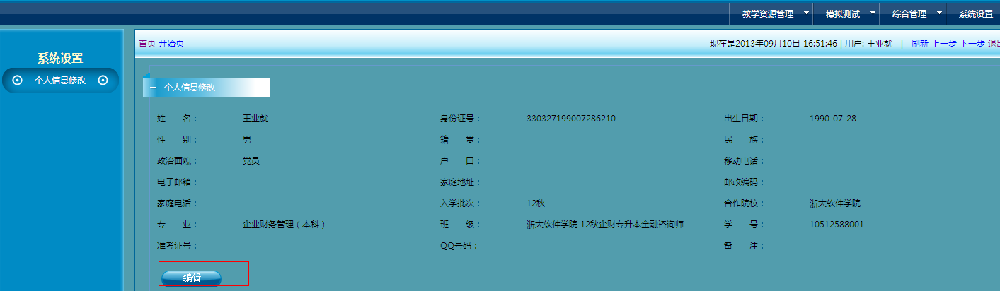 教学资源管理 模拟测试 综合管理 系统设置
系统设置
个人信息修改
首页 开始页 现在是2013年09月10日 16:51:46 | 用户: 王业就 | 刷新 上一步 下一步 退出
个人信息修改
姓 名： 王业就 身份证号： 330327199007286210 出生日期： 1990-07-28
性 别： 男 籍 贯： 民 族：
政治面貌： 党员 户 口： 移动电话：
电子邮箱： 家庭地址： 邮政编码：
家庭电话： 入学批次： 12秋 合作院校： 浙大软件学院
专 业： 企业财务管理（本科） 班 级： 浙大软件学院 12秋企财专升本金融咨询师 学 号： 10512588001
准考证号： QQ号码： 备 注：
编辑